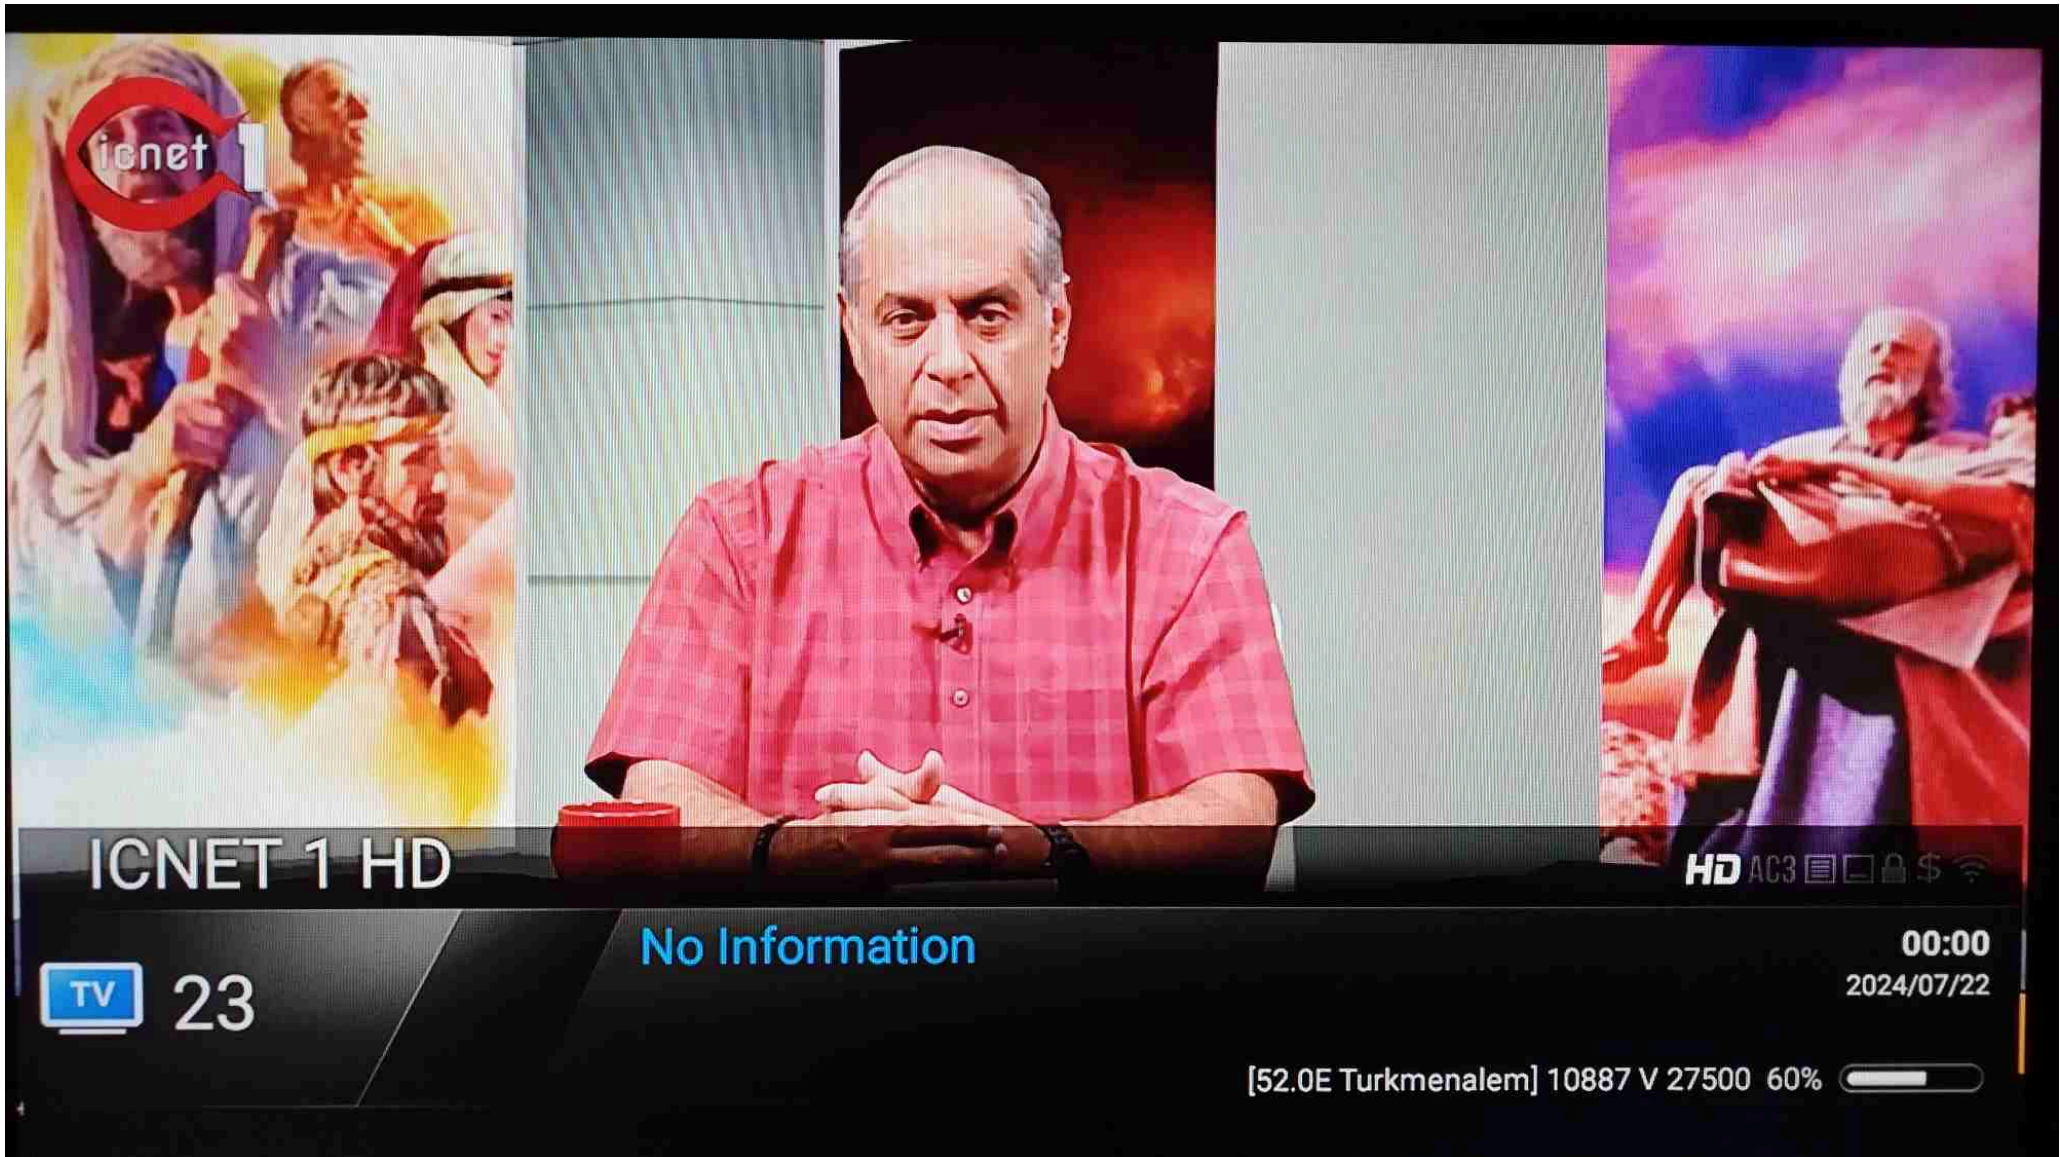 icnet 1
ICNET 1 HD
HD AC3 $
TV 23
No Information
00:00
2024/07/22
[52.0E Turkmenalem] 10887 V 27500 60%